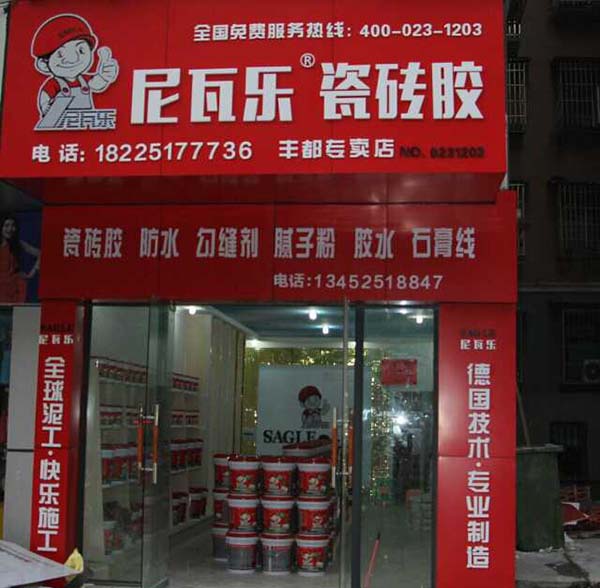 全国免费服务热线: 400-023-1203
尼瓦乐® 瓷砖胶
尼瓦乐
电话: 18225177736 丰都专卖店 NO. 0231202
瓷砖胶 防水 勾缝剂 腻子粉 胶水 石膏线
电话:13452518847
SAGLE
尼瓦乐
全球泥工·快乐施工
SAGLE
尼瓦乐
德国技术·专业制造
SAGLE